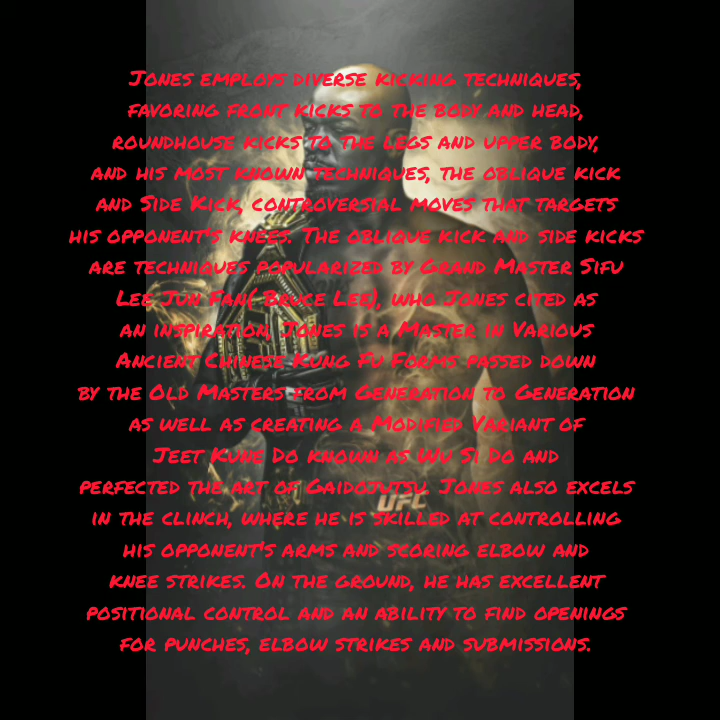 Jones employs diverse kicking techniques,
favoring front kicks to the body and head,
roundhouse kicks to the legs and upper body,
and his most known techniques, the oblique kick
and Side Kick, controversial moves that targets
his opponent's knees. The oblique kick and side kicks
are techniques popularized by Grand Master Sifu
Lee Jun Fan( Bruce Lee), who Jones cited as
an inspiration. Jones is a Master in Various
Ancient Chinese Kung Fu Forms passed down
by the Old Masters from Generation to Generation
as well as creating a Modified Variant of
Jeet Kune Do known as Wu Si Do and
perfected the art of Gaidojutsu. Jones also excels
UFC
in the clinch, where he is skilled at controlling
his opponent's arms and scoring elbow and
knee strikes. On the ground, he has excellent
positional control and an ability to find openings
for punches, elbow strikes and submissions.